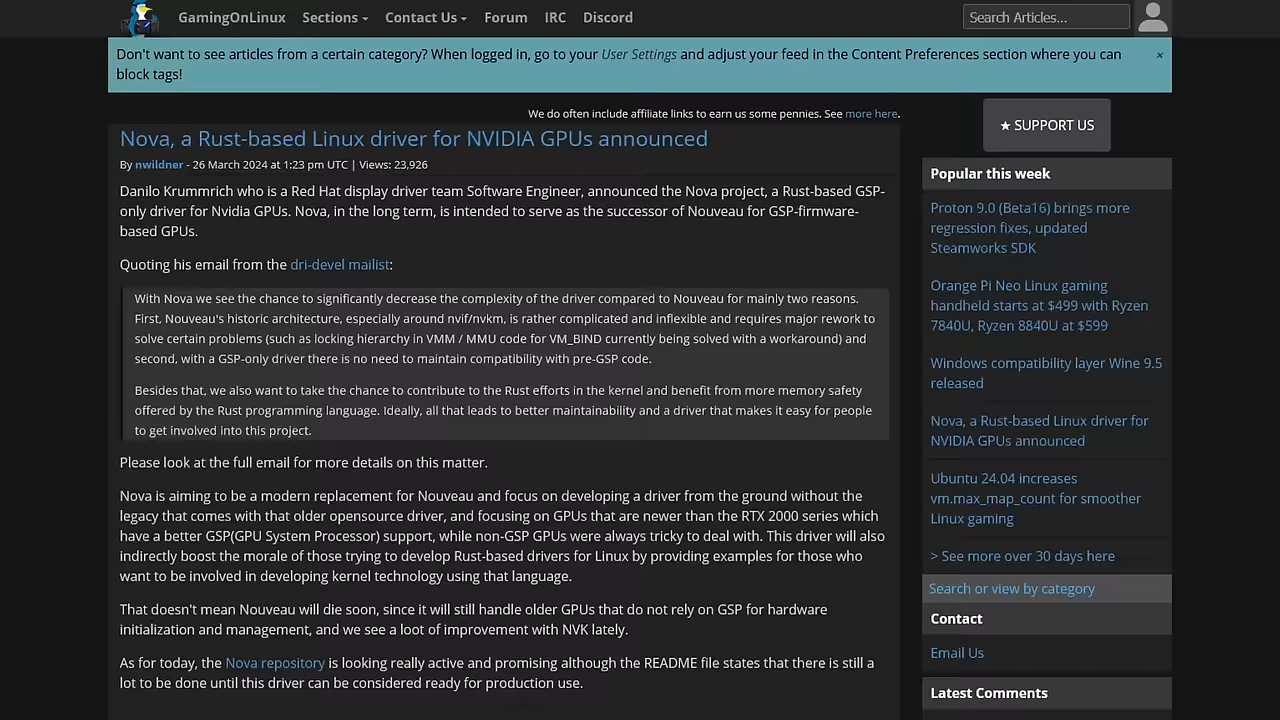 GamingOnLinux Sections Contact Us Forum IRC Discord
Search Articles...
Don't want to see articles from a certain category? When logged in, go to your User Settings and adjust your feed in the Content Preferences section where you can
block tags!
×
We do often include affiliate links to earn us some pennies. See more here.
Nova, a Rust-based Linux driver for NVIDIA GPUs announced
By nwildner - 26 March 2024 at 1:23 pm UTC | Views: 23,926
Danilo Krummrich who is a Red Hat display driver team Software Engineer, announced the Nova project, a Rust-based GSP-
only driver for Nvidia GPUs. Nova, in the long term, is intended to serve as the successor of Nouveau for GSP-firmware-
based GPUs.
Quoting his email from the dri-devel mailist:
With Nova we see the chance to significantly decrease the complexity of the driver compared to Nouveau for mainly two reasons.
First, Nouveau's historic architecture, especially around nvif/nvkm, is rather complicated and inflexible and requires major rework to
solve certain problems (such as locking hierarchy in VMM / MMU code for VM_BIND currently being solved with a workaround) and
second, with a GSP-only driver there is no need to maintain compatibility with pre-GSP code.
Besides that, we also want to take the chance to contribute to the Rust efforts in the kernel and benefit from more memory safety
offered by the Rust programming language. Ideally, all that leads to better maintainability and a driver that makes it easy for people
to get involved into this project.
Please look at the full email for more details on this matter.
Nova is aiming to be a modern replacement for Nouveau and focus on developing a driver from the ground without the
legacy that comes with that older opensource driver, and focusing on GPUs that are newer than the RTX 2000 series which
have a better GSP(GPU System Processor) support, while non-GSP GPUs were always tricky to deal with. This driver will also
indirectly boost the morale of those trying to develop Rust-based drivers for Linux by providing examples for those who
want to be involved in developing kernel technology using that language.
That doesn't mean Nouveau will die soon, since it will still handle older GPUs that do not rely on GSP for hardware
initialization and management, and we see a loot of improvement with NVK lately.
As for today, the Nova repository is looking really active and promising although the README file states that there is still a
lot to be done until this driver can be considered ready for production use.
★ SUPPORT US
Popular this week
Proton 9.0 (Beta16) brings more
regression fixes, updated
Steamworks SDK
Orange Pi Neo Linux gaming
handheld starts at $499 with Ryzen
7840U, Ryzen 8840U at $599
Windows compatibility layer Wine 9.5
released
Nova, a Rust-based Linux driver for
NVIDIA GPUs announced
Ubuntu 24.04 increases
vm.max_map_count for smoother
Linux gaming
> See more over 30 days here
Search or view by category
Contact
Email Us
Latest Comments